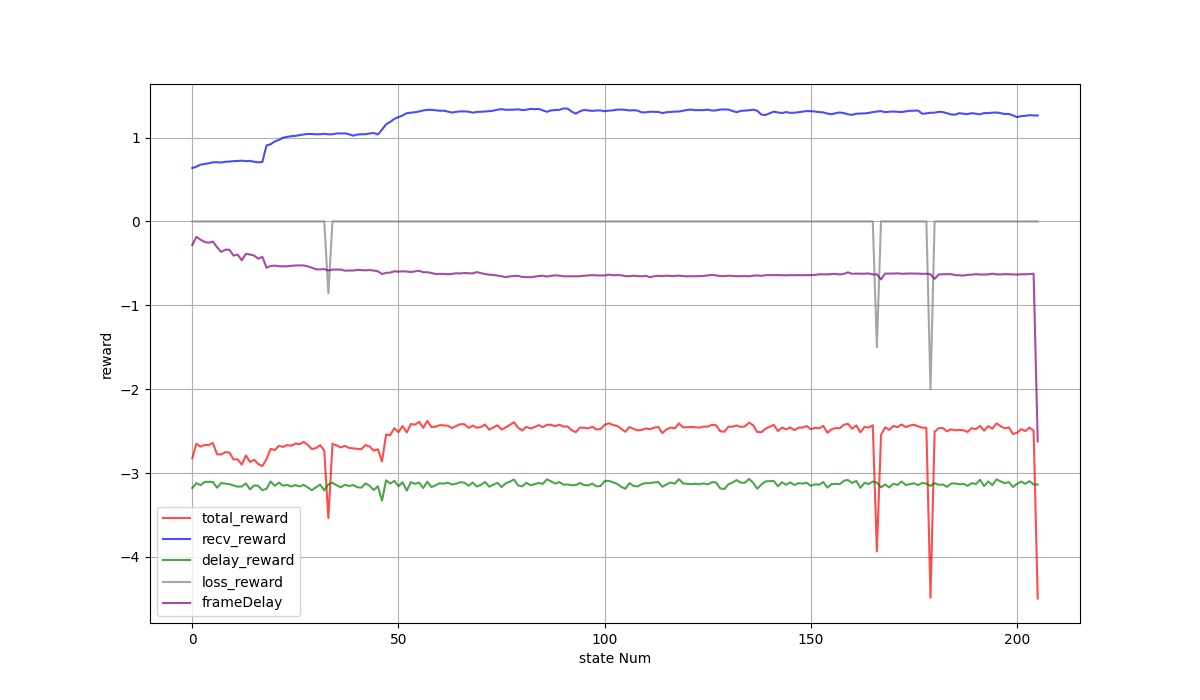 reward
1
0
−1
−2
−3
−4
total_reward
recv_reward
delay_reward
loss_reward
frameDelay
0
50
100
150
200
state Num